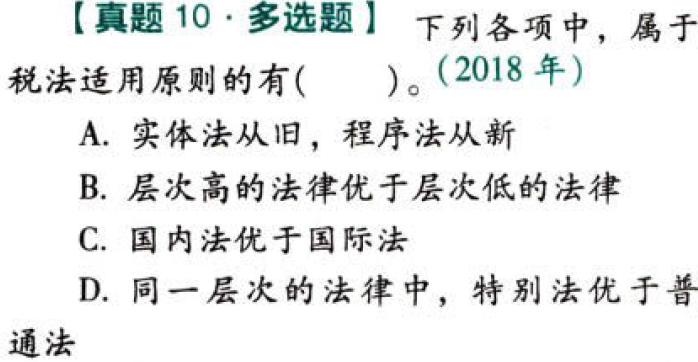 【真题 10·多选题】 下列各项中，属于
税法适用原则的有(　　)。(2018 年)
A. 实体法从旧，程序法从新
B. 层次高的法律优于层次低的法律
C. 国内法优于国际法
D. 同一层次的法律中，特别法优于普
通法